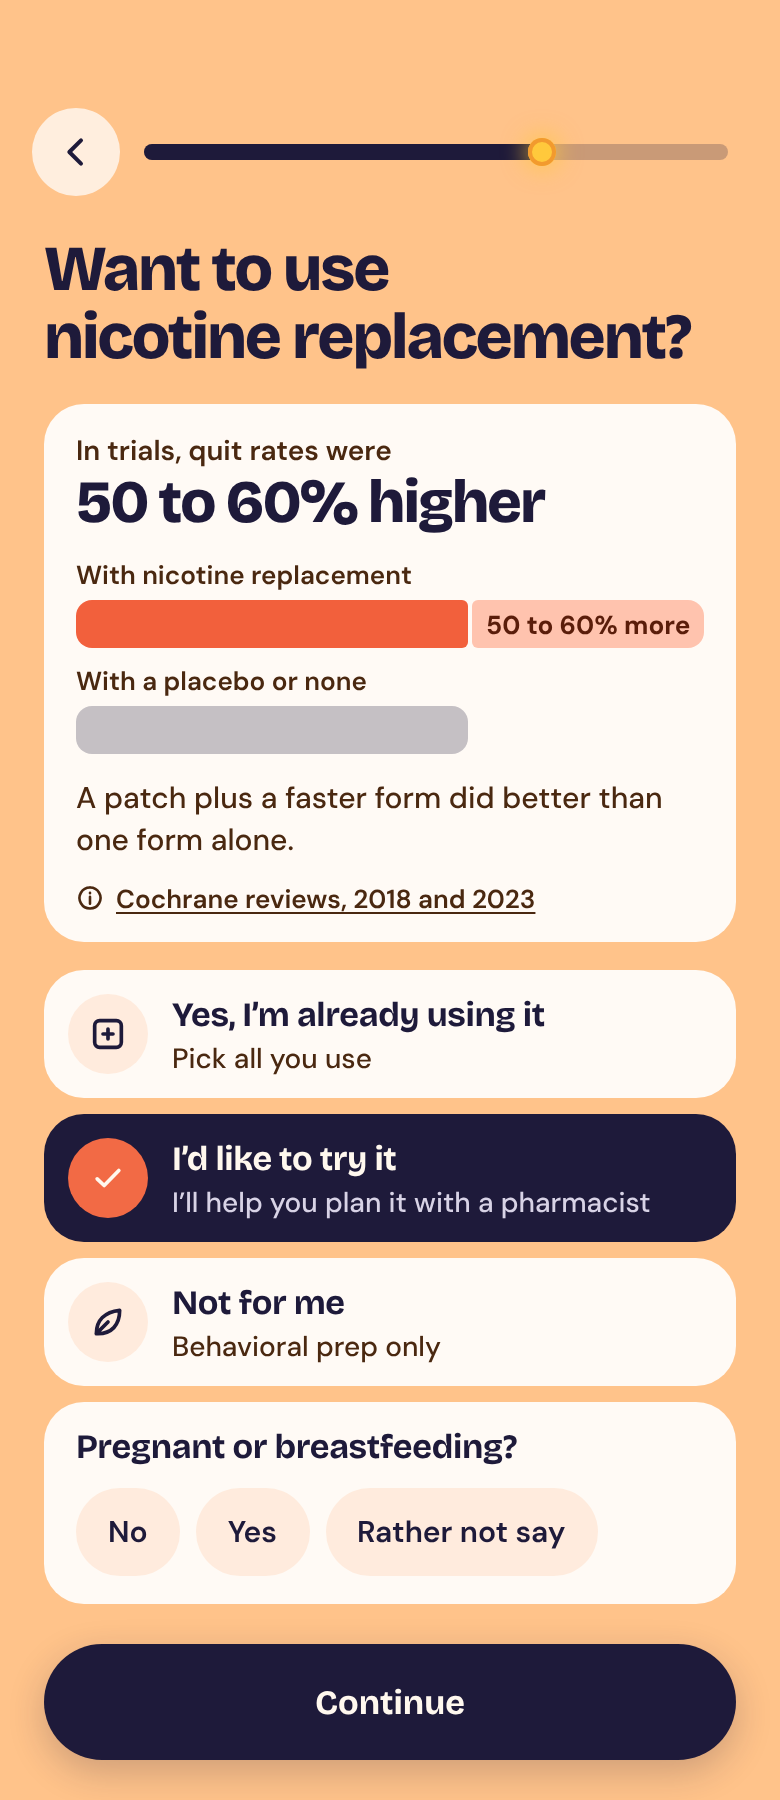 Want to use
nicotine replacement?
In trials, quit rates were
50 to 60% higher
With nicotine replacement
50 to 60% more
With a placebo or none
A patch plus a faster form did better than
one form alone.
Cochrane reviews, 2018 and 2023
Yes, I’m already using it
Pick all you use
I’d like to try it
I’ll help you plan it with a pharmacist
Not for me
Behavioral prep only
Pregnant or breastfeeding?
No
Yes
Rather not say
Continue